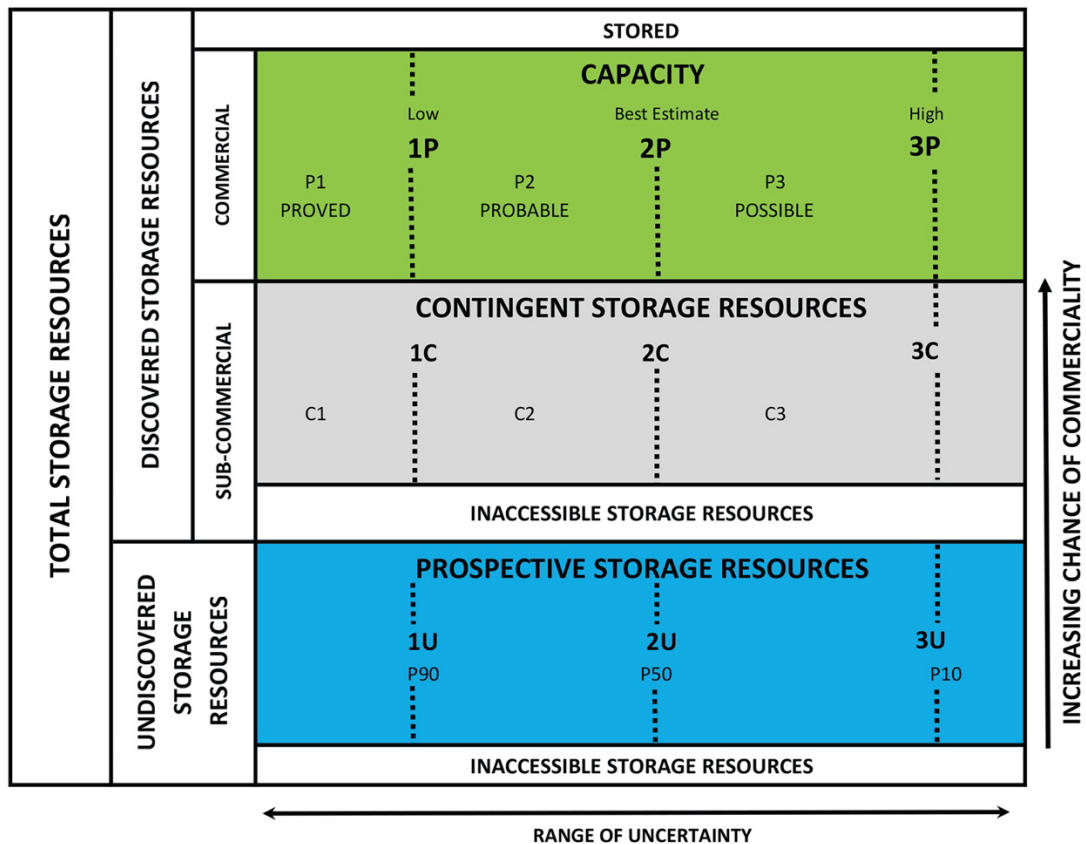 TOTAL STORAGE RESOURCES
DISCOVERED STORAGE RESOURCES
UNDISCOVERED
STORAGE
RESOURCES
COMMERCIAL
SUB-COMMERCIAL
STORED
CAPACITY
Low Best Estimate High
1P 2P 3P
P1 P2 P3
PROVED PROBABLE POSSIBLE
CONTINGENT STORAGE RESOURCES
1C 2C 3C
C1 C2 C3
INACCESSIBLE STORAGE RESOURCES
PROSPECTIVE STORAGE RESOURCES
1U 2U 3U
P90 P50 P10
INACCESSIBLE STORAGE RESOURCES
RANGE OF UNCERTAINTY
INCREASING CHANCE OF COMMERCIALITY